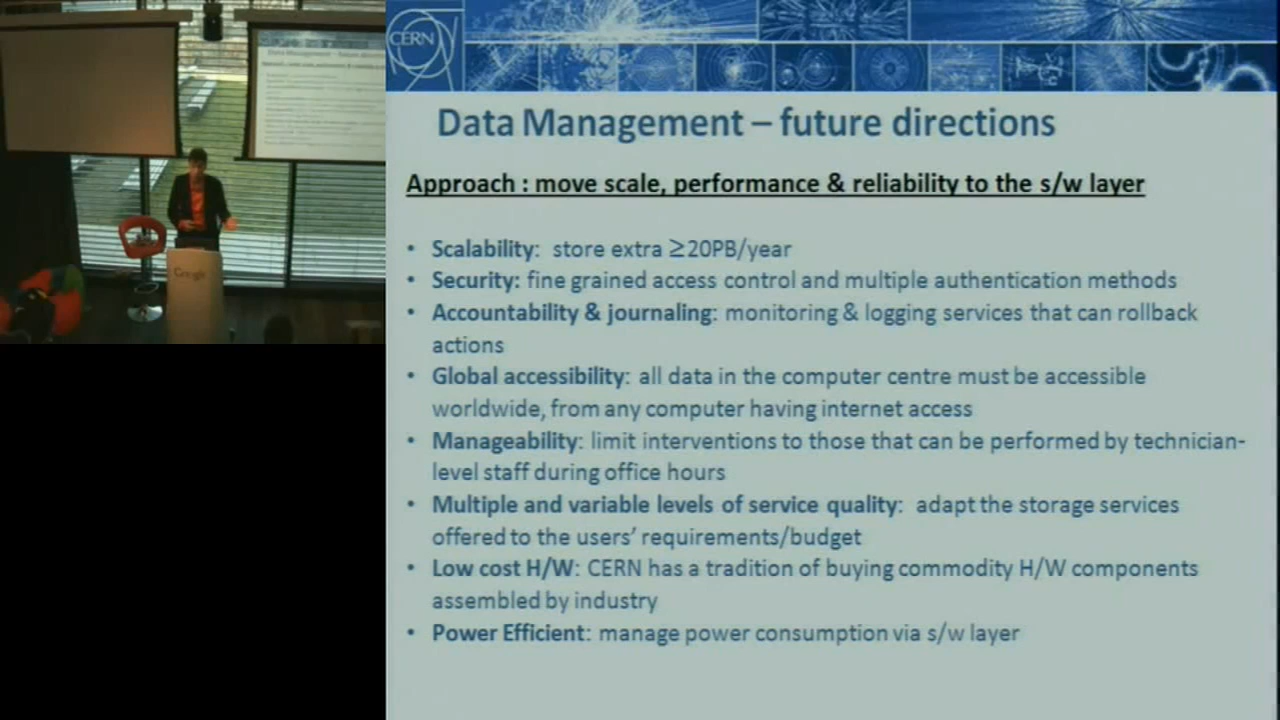 CERN
Data Management – future directions
Approach : move scale, performance & reliability to the s/w layer
• Scalability: store extra ≥20PB/year
• Security: fine grained access control and multiple authentication methods
• Accountability & journaling: monitoring & logging services that can rollback
actions
• Global accessibility: all data in the computer centre must be accessible
worldwide, from any computer having internet access
• Manageability: limit interventions to those that can be performed by technician-
level staff during office hours
• Multiple and variable levels of service quality: adapt the storage services
offered to the users’ requirements/budget
• Low cost H/W: CERN has a tradition of buying commodity H/W components
assembled by industry
• Power Efficient: manage power consumption via s/w layer
Google